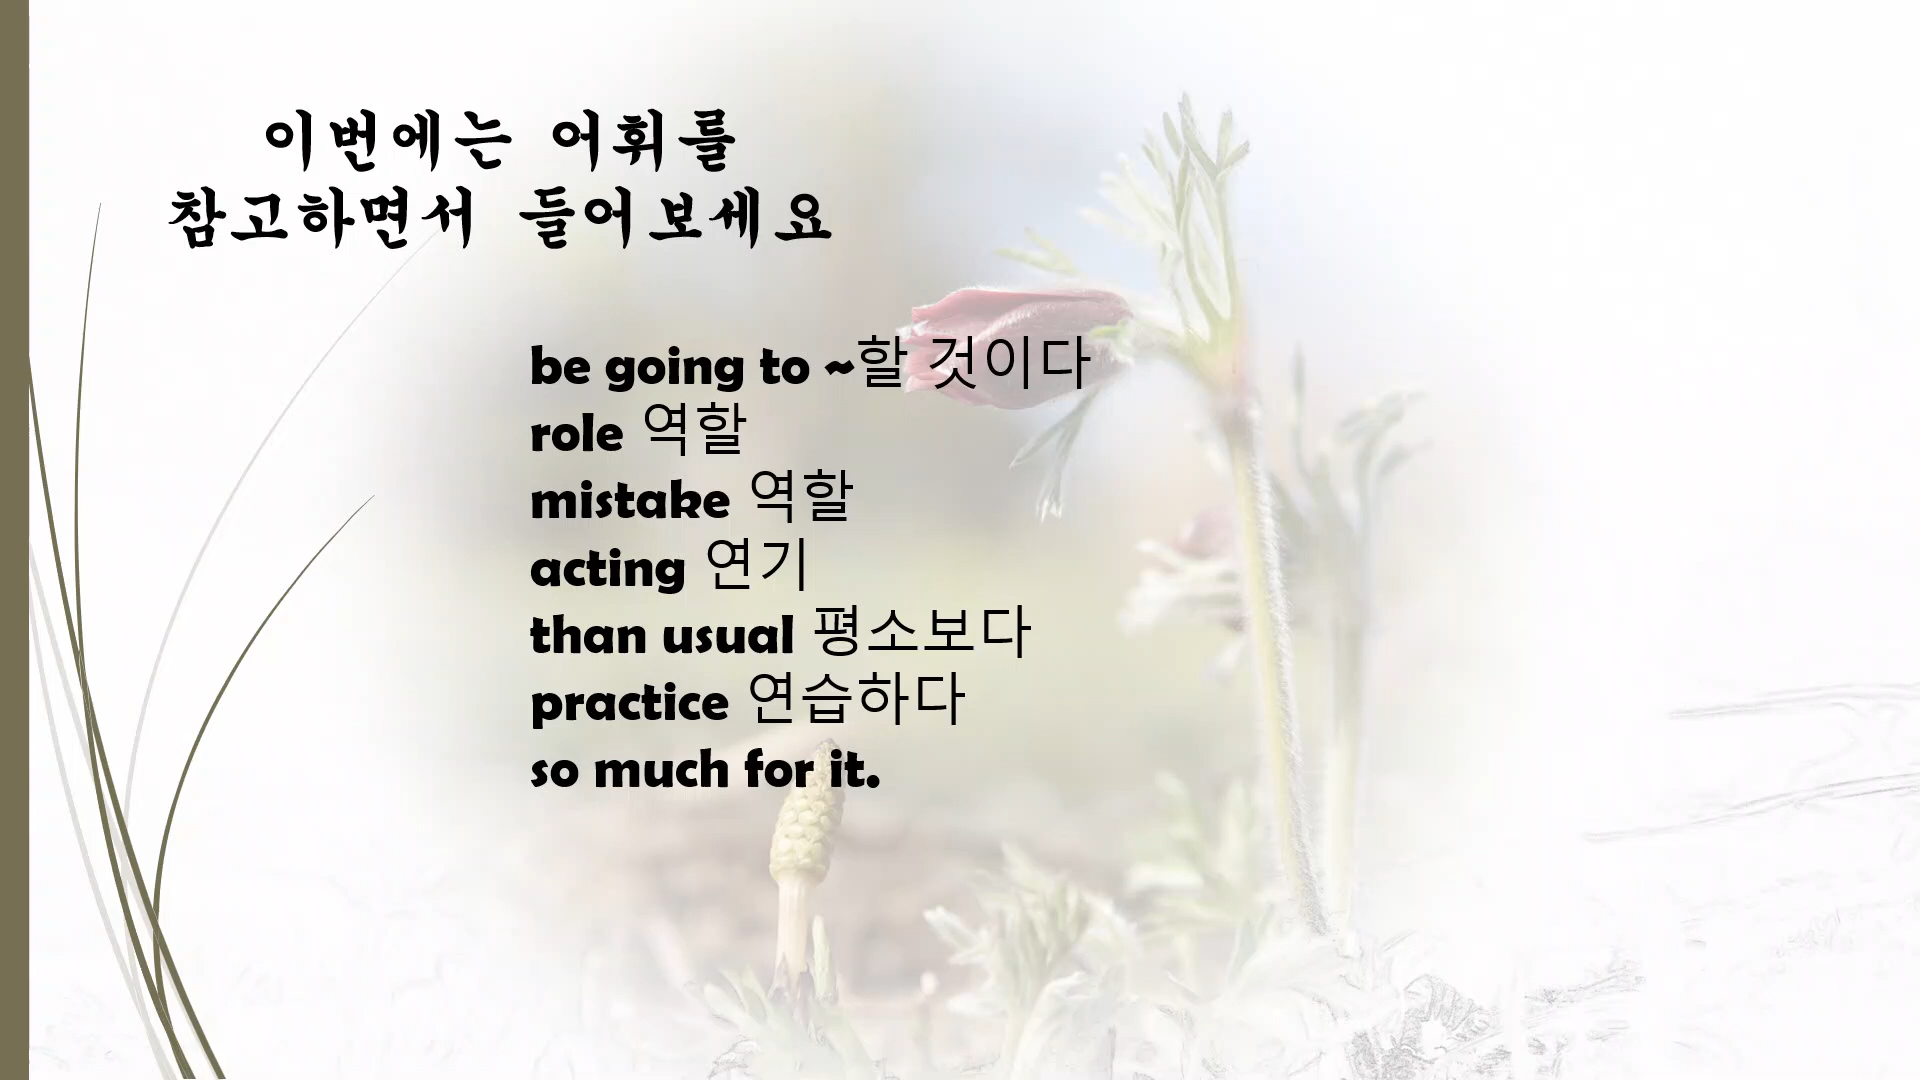 이번에는 어휘를
참고하면서 들어보세요
be going to ~할 것이다
role 역할
mistake 역할
acting 연기
than usual 평소보다
practice 연습하다
so much for it.